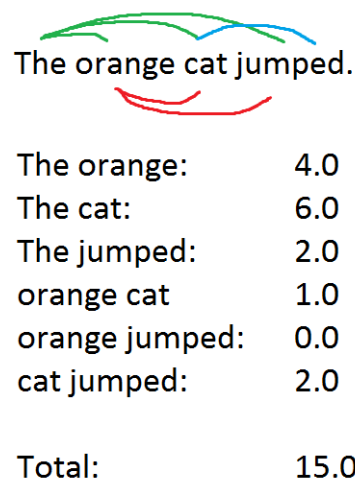 The orange cat jumped.
The orange: 4.0
The cat: 6.0
The jumped: 2.0
orange cat 1.0
orange jumped: 0.0
cat jumped: 2.0
Total: 15.0